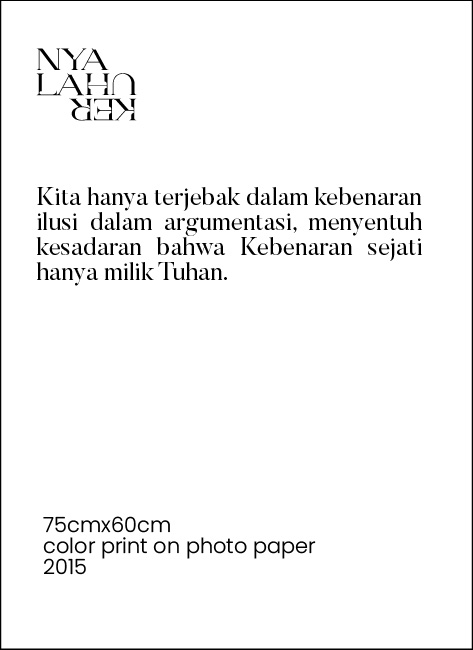 NYA
LAHU
KER
Kita hanya terjebak dalam kebenaran
ilusi dalam argumentasi, menyentuh
kesadaran bahwa Kebenaran sejati
hanya milik Tuhan.
75cmx60cm
color print on photo paper
2015